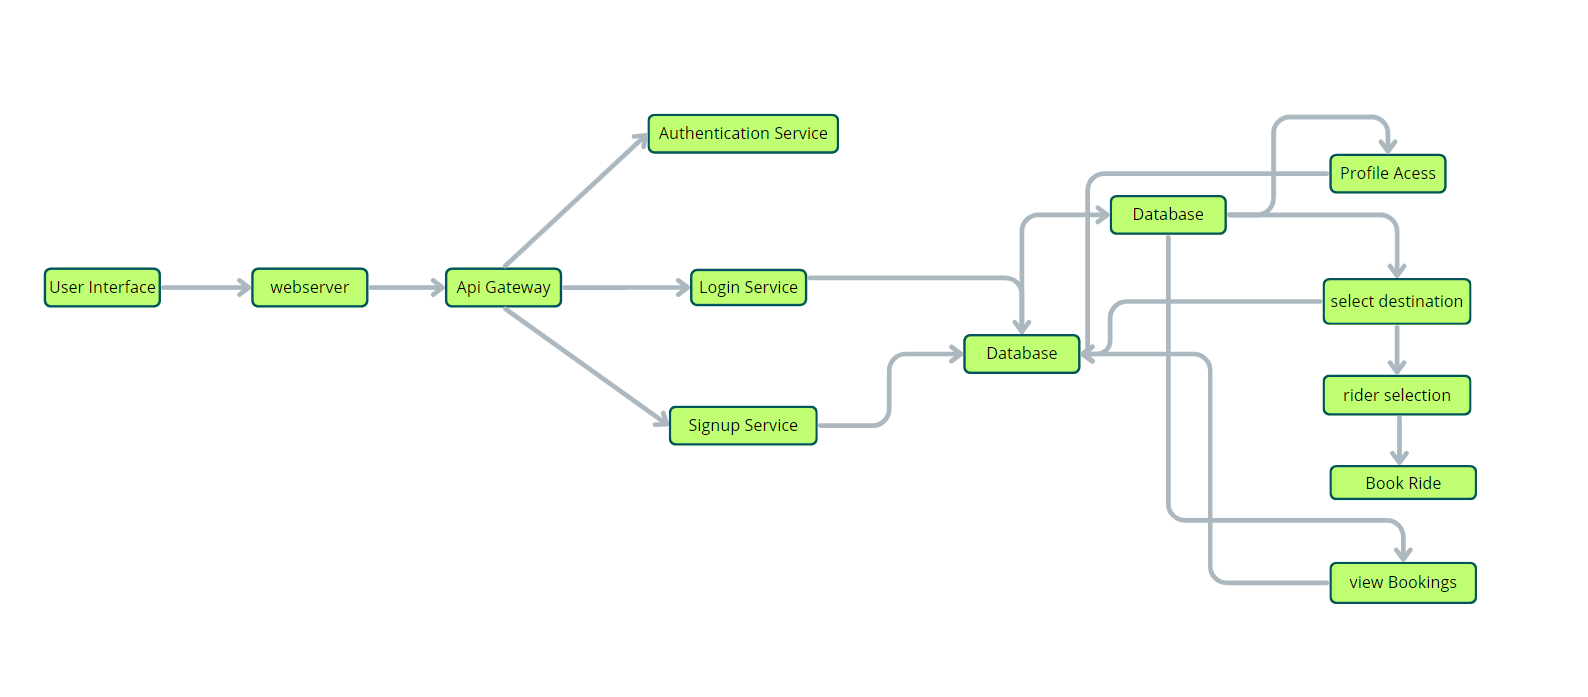 Authentication Service
Profile Acess
Database
User Interface
webserver
Api Gateway
Login Service
select destination
Database
rider selection
Signup Service
Book Ride
view Bookings